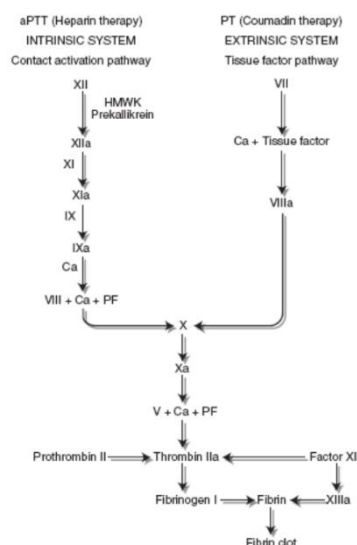 aPTT (Heparin therapy)
INTRINSIC SYSTEM
Contact activation pathway
PT (Coumadin therapy)
EXTRINSIC SYSTEM
Tissue factor pathway
XII
HMWK
Prekallikrein
XIIa
XI
XIa
IX
IXa
Ca
VIII + Ca + PF
VII
Ca + Tissue factor
VIIIa
X
Xa
V + Ca + PF
Prothrombin II
Thrombin IIa
Factor XI
Fibrinogen I
Fibrin
XIIIa
Fibrin clot